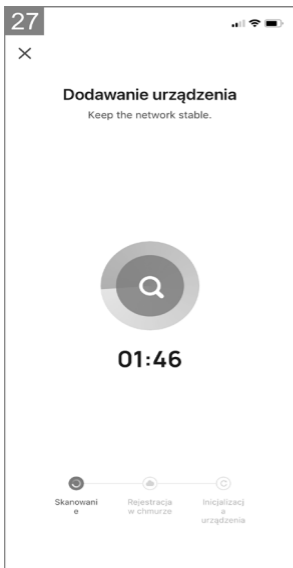 27
Dodawanie urządzenia
Keep the network stable.
01:46
Skanowani
e
Rejestracja
w chmurze
Inicjalizacj
a
urządzenia